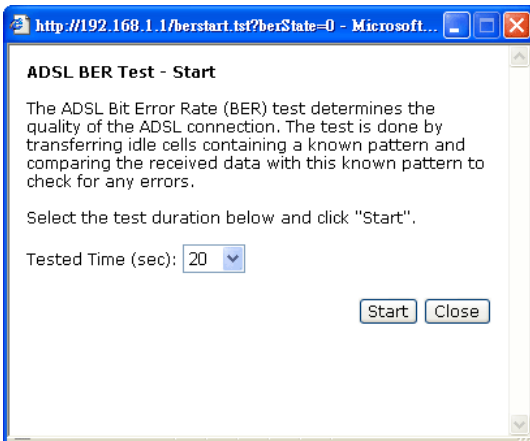 http://192.168.1.1/berstart.tst?berState=0 - Microsoft...
ADSL BER Test - Start
The ADSL Bit Error Rate (BER) test determines the
quality of the ADSL connection. The test is done by
transferring idle cells containing a known pattern and
comparing the received data with this known pattern to
check for any errors.
Select the test duration below and click "Start".
Tested Time (sec): 20
Start Close